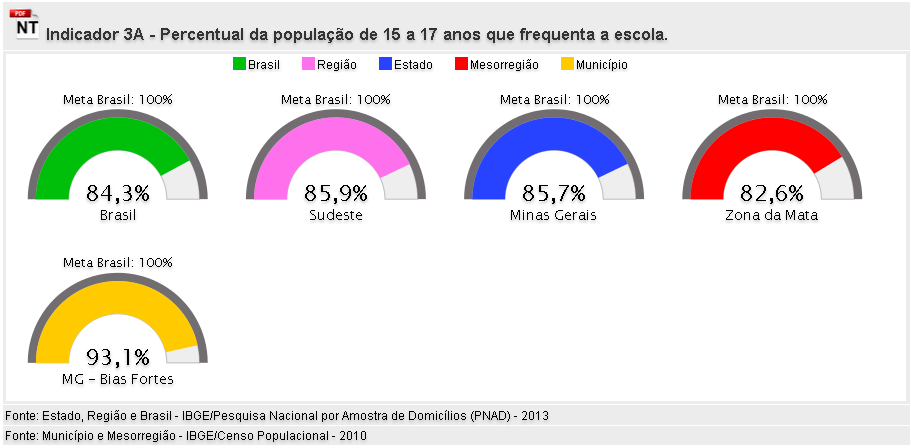 PDF
NT
Indicador 3A - Percentual da população de 15 a 17 anos que frequenta a escola.
Brasil Região Estado Mesorregião Município
Meta Brasil: 100% Meta Brasil: 100% Meta Brasil: 100% Meta Brasil: 100%
84,3% 85,9% 85,7% 82,6%
Brasil Sudeste Minas Gerais Zona da Mata
Meta Brasil: 100%
93,1%
MG - Bias Fortes
Fonte: Estado, Região e Brasil - IBGE/Pesquisa Nacional por Amostra de Domicílios (PNAD) - 2013
Fonte: Município e Mesorregião - IBGE/Censo Populacional - 2010